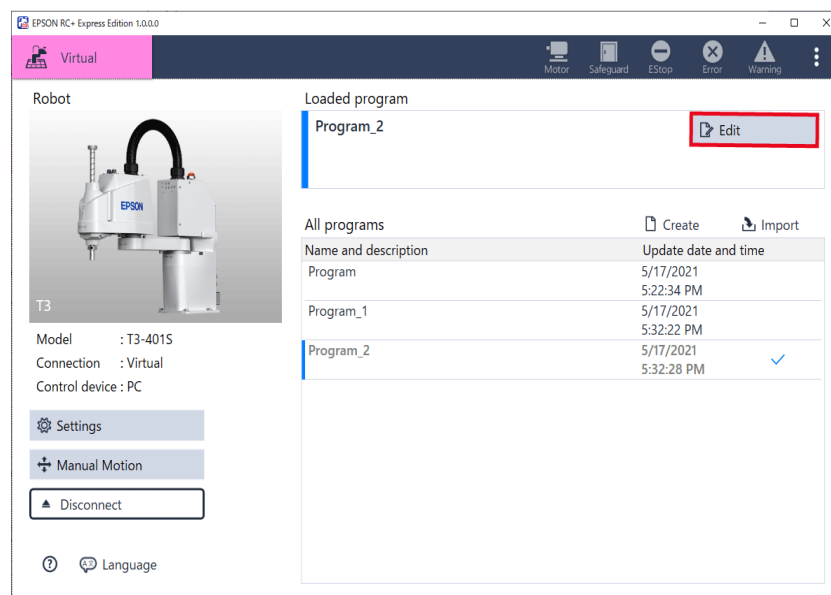 EPSON RC+ Express Edition 1.0.0.0
Virtual
Motor
Safeguard
EStop
Error
Warning
Robot
EPSON
T3
Model : T3-401S
Connection : Virtual
Control device : PC
Settings
Manual Motion
Disconnect
Language
Loaded program
Program_2
Edit
All programs
Create
Import
Name and description
Update date and time
Program
5/17/2021
5:22:34 PM
Program_1
5/17/2021
5:32:22 PM
Program_2
5/17/2021
5:32:28 PM